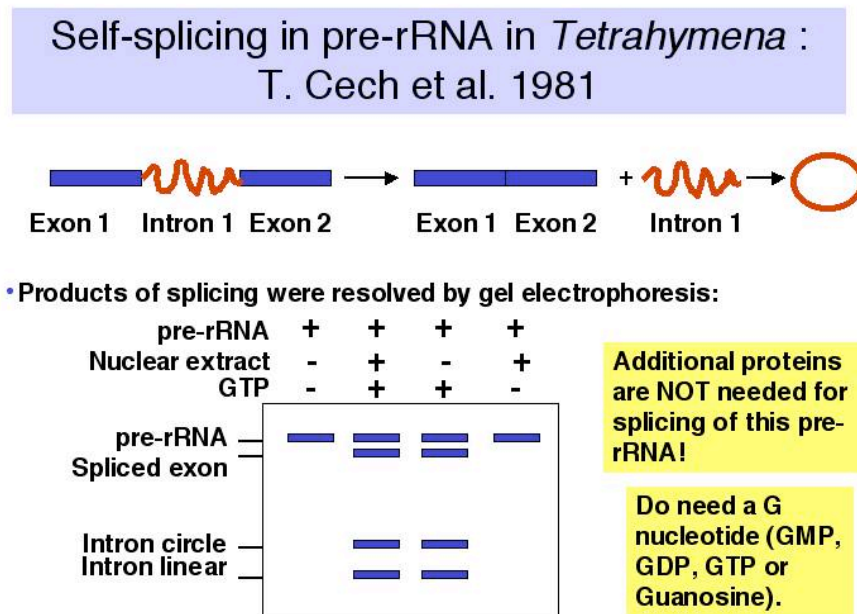 Self-splicing in pre-rRNA in Tetrahymena :
T. Cech et al. 1981
+
Exon 1 Intron 1 Exon 2 Exon 1 Exon 2 Intron 1
• Products of splicing were resolved by gel electrophoresis:
pre-rRNA + + + +
Nuclear extract - + - +
GTP - + + -
pre-rRNA
Spliced exon
Intron circle
Intron linear
Additional proteins
are NOT needed for
splicing of this pre-
rRNA!
Do need a G
nucleotide (GMP,
GDP, GTP or
Guanosine).